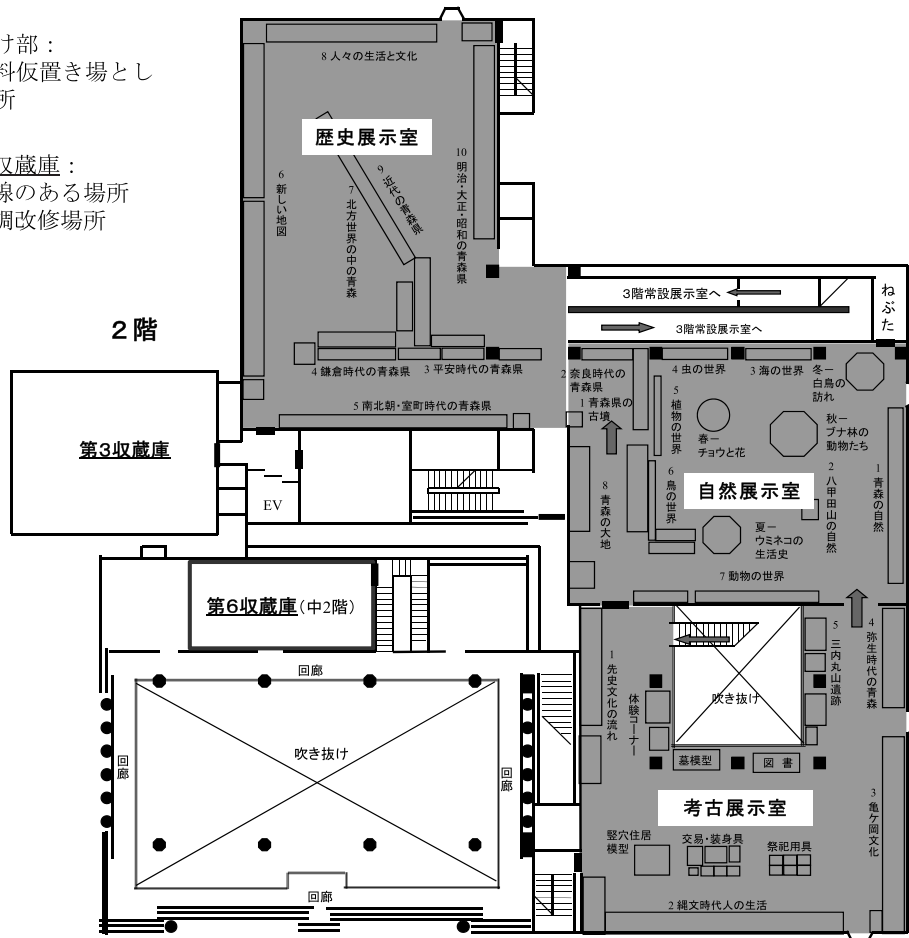 け部：
料仮置き場とし
所
収蔵庫：
線のある場所
調改修場所
2階
8 人々の生活と文化
歴史展示室
6 新しい地図
7 北方世界の中の青森
9 近代の青森県
10 明治・大正・昭和の青森県
4 鎌倉時代の青森県
3 平安時代の青森県
5 南北朝・室町時代の青森県
3階常設展示室へ
3階常設展示室へ
ねぶた
2 奈良時代の
青森県
1 青森県の
古墳
4 虫の世界
3 海の世界
冬ー
白鳥の
訪れ
5 植物の世界
春ー
チョウと花
秋ー
ブナ林の
動物たち
1 青森の自然
2 八甲田山の自然
自然展示室
6 鳥の世界
8 青森の大地
夏ー
ウミネコの
生活史
7 動物の世界
第3収蔵庫
EV
第6収蔵庫(中2階)
回廊
吹き抜け
回廊
回廊
回廊
1 先史文化の流れ
体験コーナー
吹き抜け
5 三内丸山遺跡
4 弥生時代の青森
墓模型
図書
考古展示室
3 亀ケ岡文化
竪穴住居
模型
交易・装身具
祭祀用具
2 縄文時代人の生活